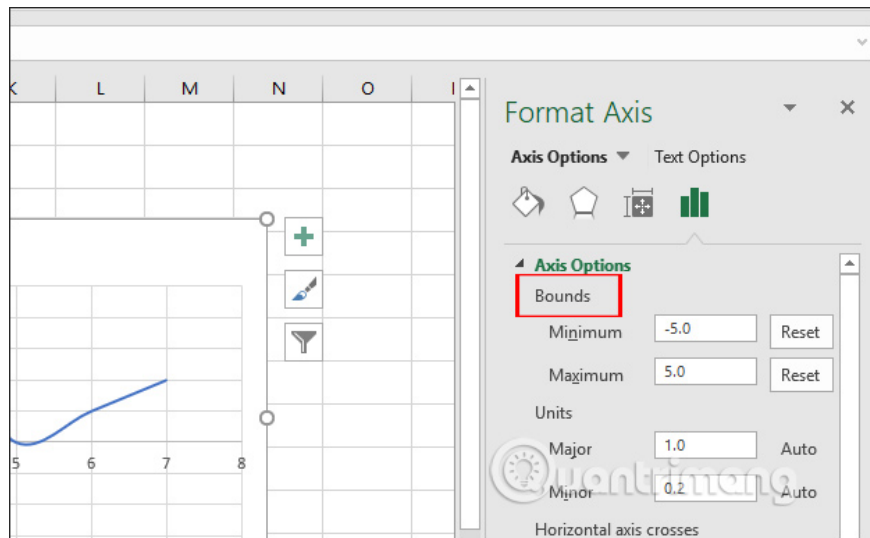 K L M N O
Format Axis
Axis Options Text Options
Axis Options
Bounds
Minimum -5.0 Reset
Maximum 5.0 Reset
Units
Major 1.0 Auto
Minor 0.2 Auto
Horizontal axis crosses
5 6 7 8
Quantrimang